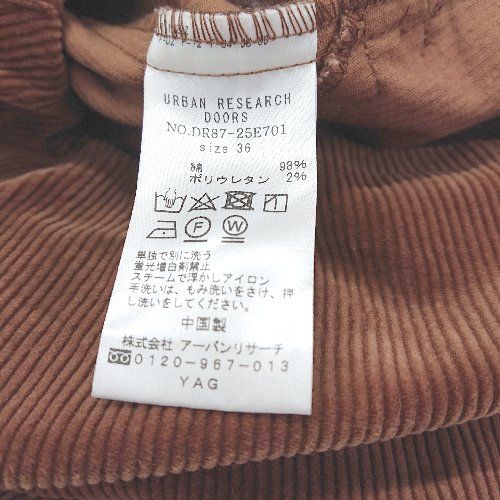 URBAN RESEARCH
DOORS
NO.DR87-25E701
size 36
綿 98%
ポリウレタン 2%
F W
単独で別に洗う
蛍光増白剤禁止
スチームで浮かしアイロン
手洗いは、もみ洗いをさけ、押
し洗いをしてください。
中国製
株式会社 アーバンリサーチ
0120-967-013
YAG